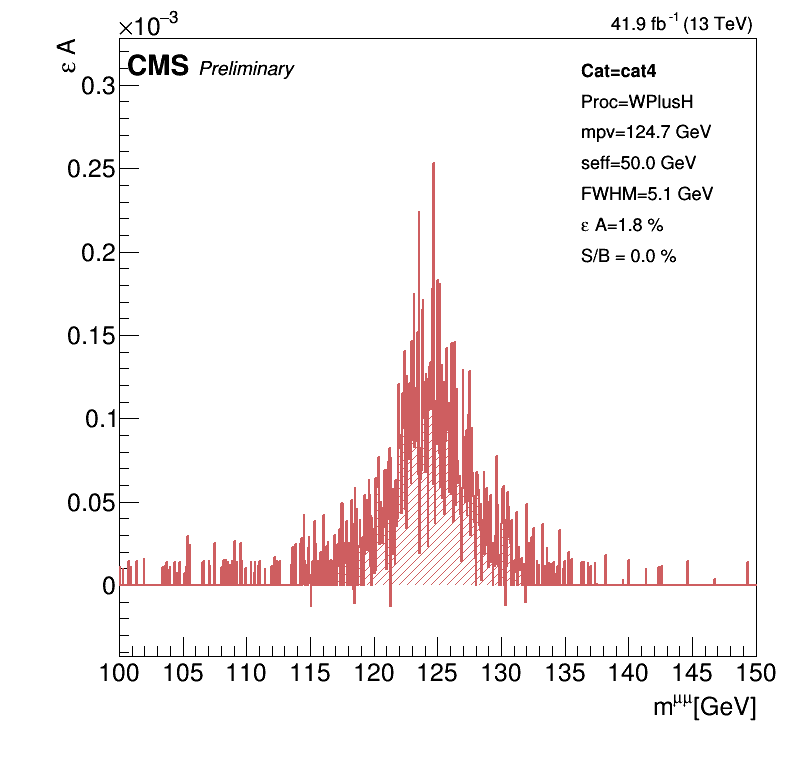 ×10⁻³
41.9 fb⁻¹ (13 TeV)
ε A
CMS Preliminary
Cat=cat4
Proc=WPlusH
mpv=124.7 GeV
seff=50.0 GeV
FWHM=5.1 GeV
ε A=1.8 %
S/B = 0.0 %
0.3
0.25
0.2
0.15
0.1
0.05
0
100 105 110 115 120 125 130 135 140 145 150
m^μμ[GeV]